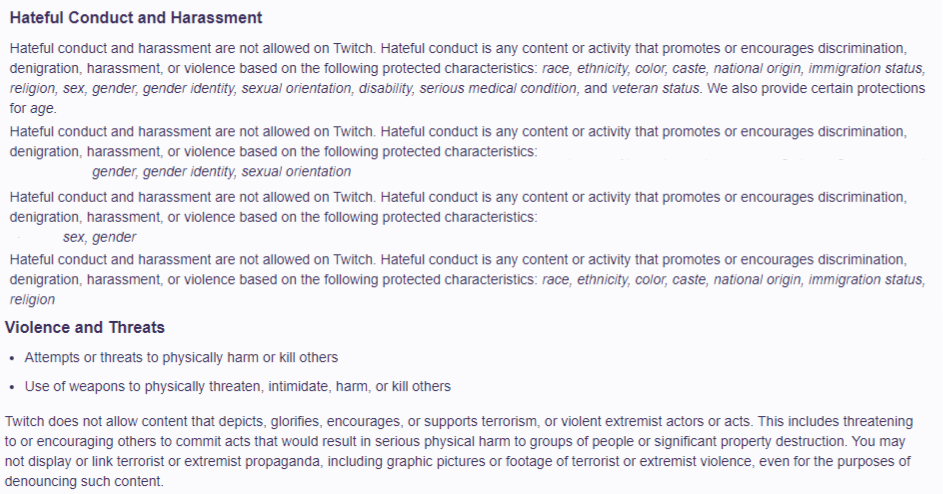 Hateful Conduct and Harassment
Hateful conduct and harassment are not allowed on Twitch. Hateful conduct is any content or activity that promotes or encourages discrimination,
denigration, harassment, or violence based on the following protected characteristics: race, ethnicity, color, caste, national origin, immigration status,
religion, sex, gender, gender identity, sexual orientation, disability, serious medical condition, and veteran status. We also provide certain protections
for age.
Hateful conduct and harassment are not allowed on Twitch. Hateful conduct is any content or activity that promotes or encourages discrimination,
denigration, harassment, or violence based on the following protected characteristics:
gender, gender identity, sexual orientation
Hateful conduct and harassment are not allowed on Twitch. Hateful conduct is any content or activity that promotes or encourages discrimination,
denigration, harassment, or violence based on the following protected characteristics:
sex, gender
Hateful conduct and harassment are not allowed on Twitch. Hateful conduct is any content or activity that promotes or encourages discrimination,
denigration, harassment, or violence based on the following protected characteristics: race, ethnicity, color, caste, national origin, immigration status,
religion
Violence and Threats
• Attempts or threats to physically harm or kill others
• Use of weapons to physically threaten, intimidate, harm, or kill others
Twitch does not allow content that depicts, glorifies, encourages, or supports terrorism, or violent extremist actors or acts. This includes threatening
to or encouraging others to commit acts that would result in serious physical harm to groups of people or significant property destruction. You may
not display or link terrorist or extremist propaganda, including graphic pictures or footage of terrorist or extremist violence, even for the purposes of
denouncing such content.